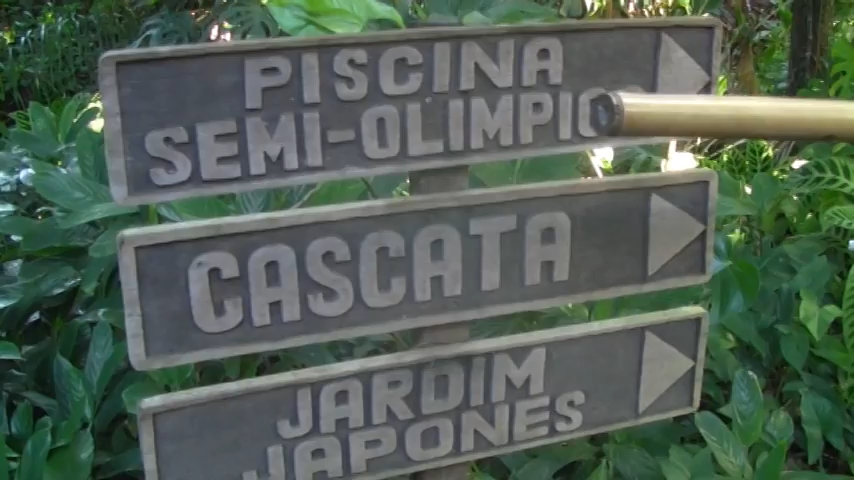 PISCINA
SEMI-OLIMPICA
CASCATA
JARDIM
JAPONES